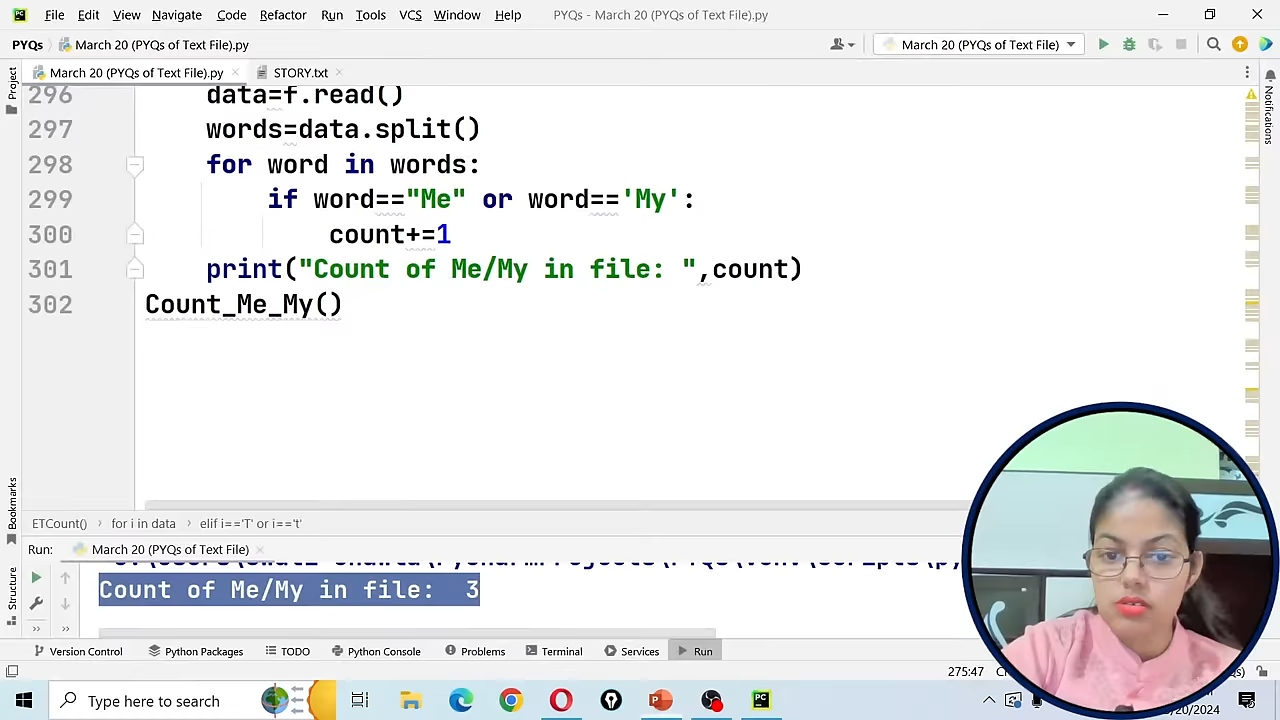 File Edit View Navigate Code Refactor Run Tools VCS Window Help PYQs - March 20 (PYQs of Text File).py
PYQs March 20 (PYQs of Text File).py March 20 (PYQs of Text File)
March 20 (PYQs of Text File).py STORY.txt
Project
Notifications
296 data=f.read()
297 words=data.split()
298 for word in words:
299 if word=="Me" or word=='My':
300 count+=1
301 print("Count of Me/My in file: ",count)
302 Count_Me_My()
Bookmarks
Structure
ETCount() for i in data elif i=='T' or i=='t'
Run: March 20 (PYQs of Text File)
Count of Me/My in file: 3
Version Control Python Packages TODO Python Console Problems Terminal Services Run
275:47
Type here to search